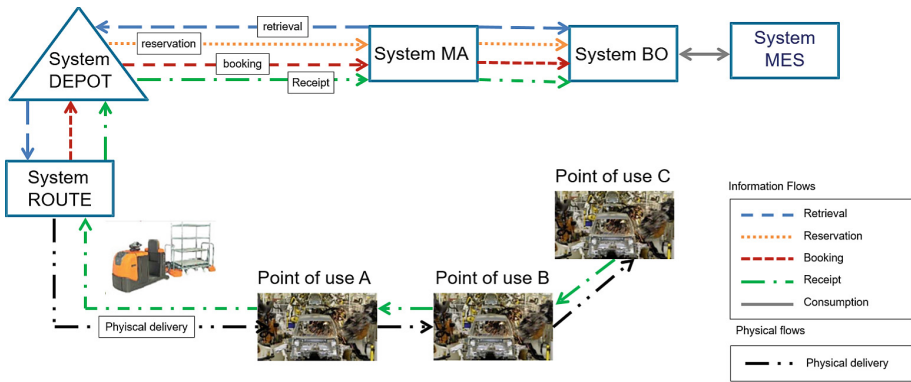 retrieval
reservation
booking
Receipt
System
DEPOT
System MA
System BO
System
MES
System
ROUTE
Point of use C
Point of use A
Point of use B
Phyiscal delivery
Information Flows
Retrieval
Reservation
Booking
Receipt
Consumption
Physical flows
Physical delivery